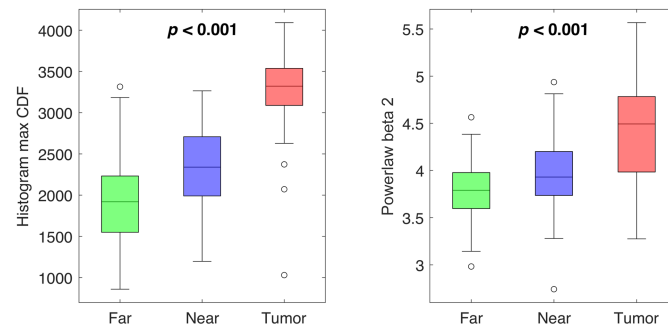 p < 0.001
Histogram max CDF
4000
3500
3000
2500
2000
1500
1000
Far Near Tumor
p < 0.001
Powerlaw beta 2
5.5
5
4.5
4
3.5
3
Far Near Tumor